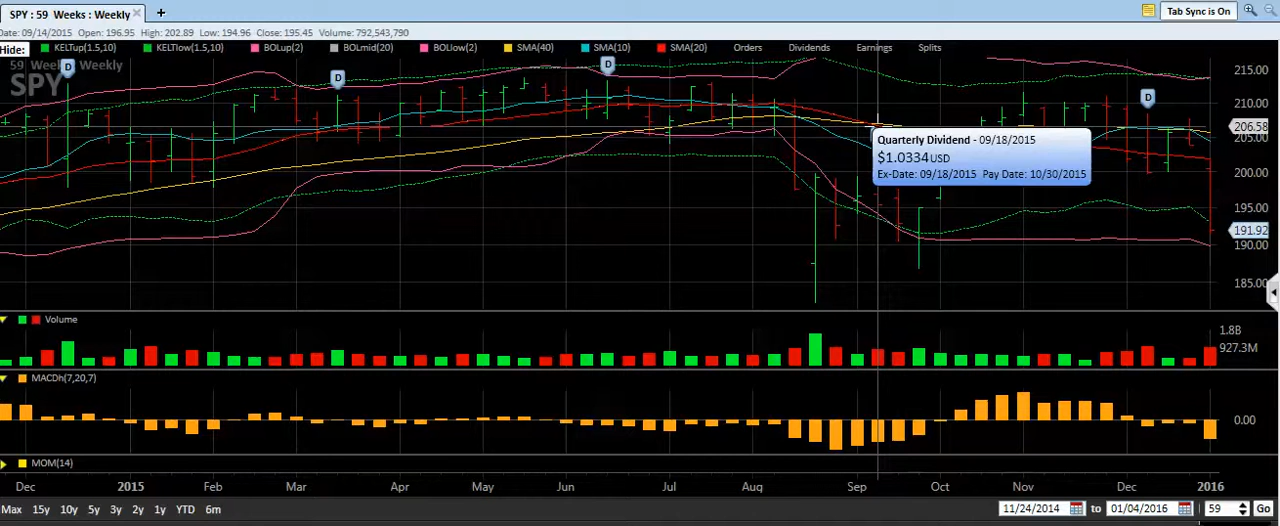 SPY : 59 Weeks : Weekly
Tab Sync is On
Date: 09/14/2015 Open: 196.95 High: 202.89 Low: 194.96 Close: 195.45 Volume: 792,543,790
Hide: KELTup(1.5,10) KELTlow(1.5,10) BOLup(2) BOLmid(20) BOLlow(2) SMA(40) SMA(10) SMA(20) Orders Dividends Earnings Splits
59 Weeks Weekly
SPY
D D D D
215.00
210.00
206.58
205.00
200.00
195.00
191.92
190.00
185.00
Quarterly Dividend - 09/18/2015
$1.0334USD
Ex-Date: 09/18/2015 Pay Date: 10/30/2015
Volume
1.8B
927.3M
MACDh(7,20,7)
0.00
MOM(14)
Dec 2015 Feb Mar Apr May Jun Jul Aug Sep Oct Nov Dec 2016
Max 15y 10y 5y 3y 2y 1y YTD 6m 11/24/2014 to 01/04/2016 59 Go